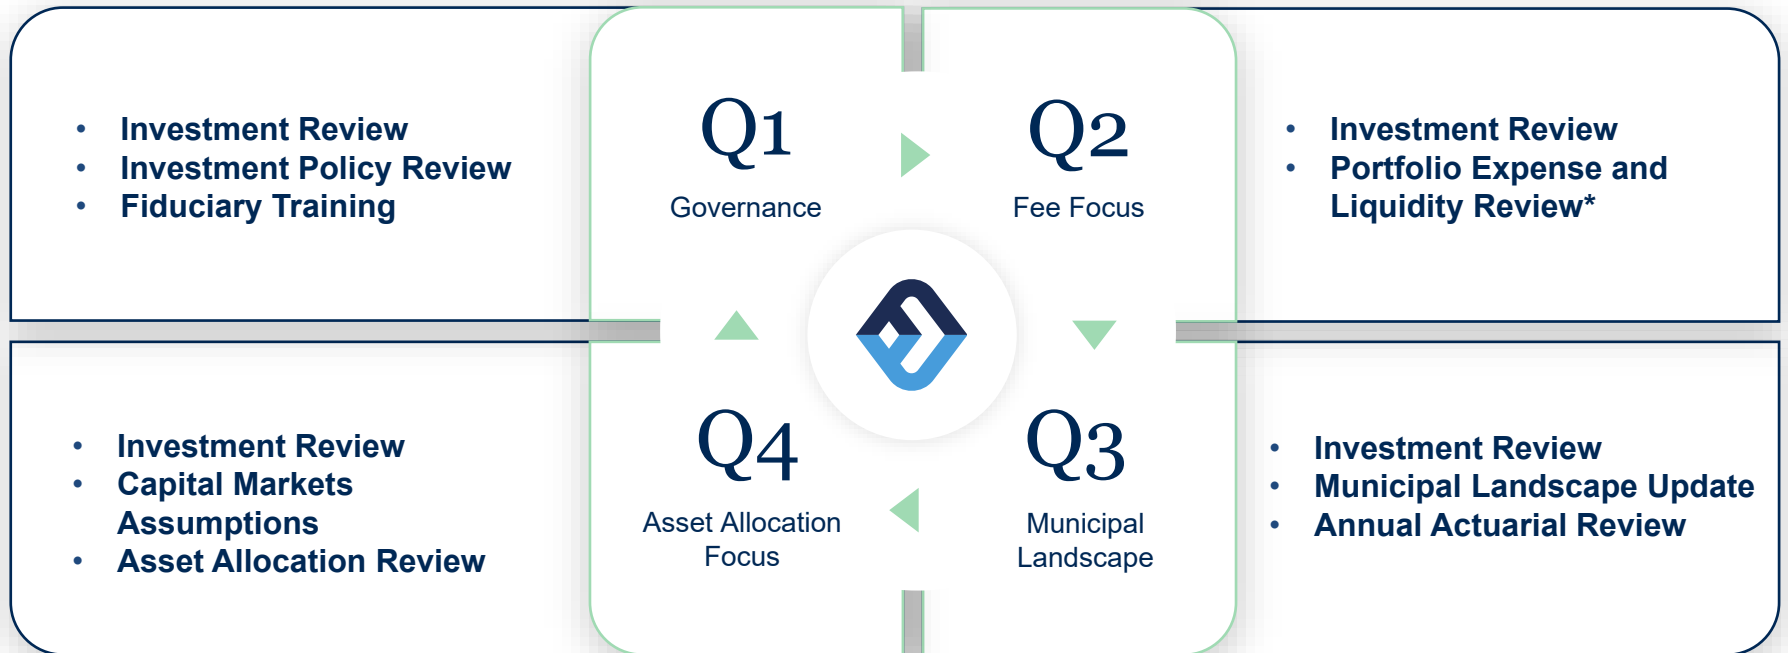 • Investment Review
• Investment Policy Review
• Fiduciary Training
Q1
Governance
Q2
Fee Focus
• Investment Review
• Portfolio Expense and
Liquidity Review*
• Investment Review
• Capital Markets
Assumptions
• Asset Allocation Review
Q4
Asset Allocation
Focus
Q3
Municipal
Landscape
• Investment Review
• Municipal Landscape Update
• Annual Actuarial Review